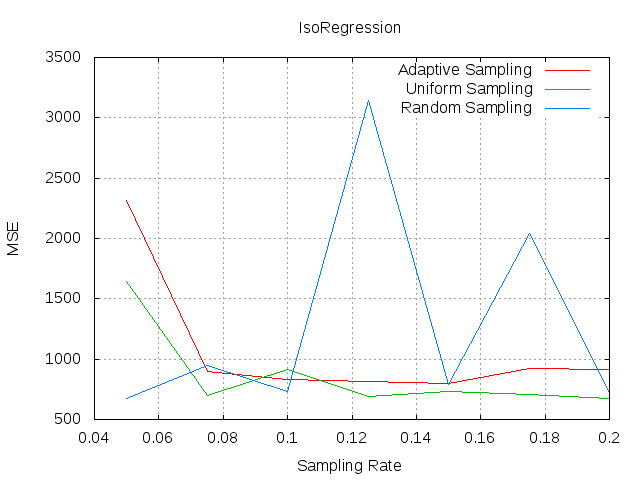 IsoRegression
3500
3000
2500
2000
1500
1000
500
MSE
Adaptive Sampling
Uniform Sampling
Random Sampling
0.04 0.06 0.08 0.1 0.12 0.14 0.16 0.18 0.2
Sampling Rate